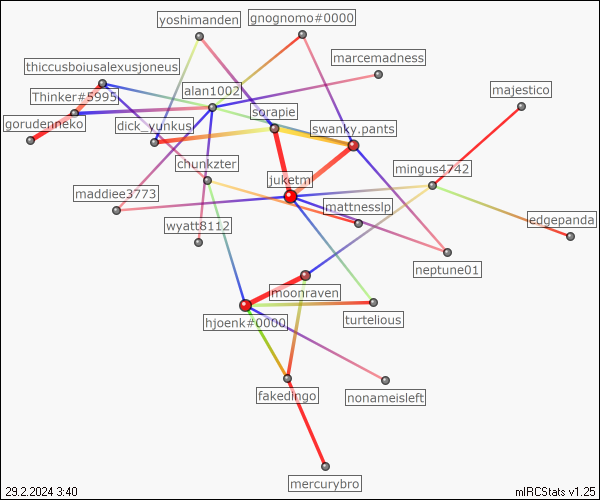 yoshimanden
gnognomo#0000
marcemadness
thiccusboiusalexusjoneus
alan1002
majestico
Thinker#5995
sorapie
gorudenneko
dick_yunkus
swanky.pants
chunkzter
mingus4742
juketm
maddiee3773
mattnesslp
wyatt8112
edgepanda
neptune01
moonraven
hjoenk#0000
turtelious
fakedingo
nonameisleft
mercurybro
29.2.2024 3:40
mIRCStats v1.25